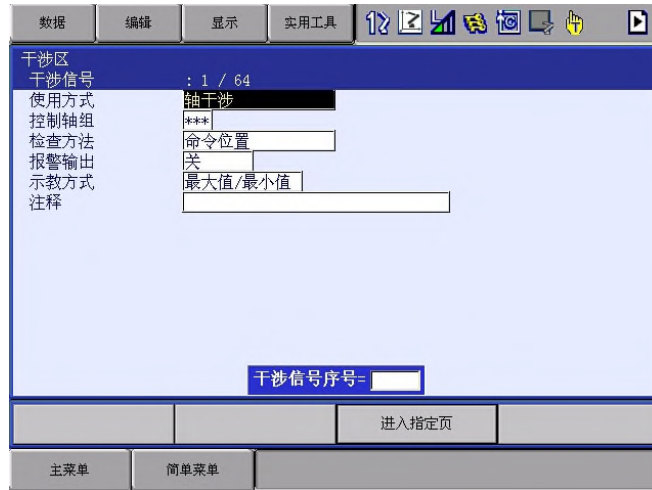 数据 编辑 显示 实用工具
干涉区
干涉信号 : 1 / 64
使用方式 轴干涉
控制轴组 ***
检查方法 命令位置
报警输出 关
示教方式 最大值/最小值
注释
干涉信号序号=
进入指定页
主菜单 简单菜单